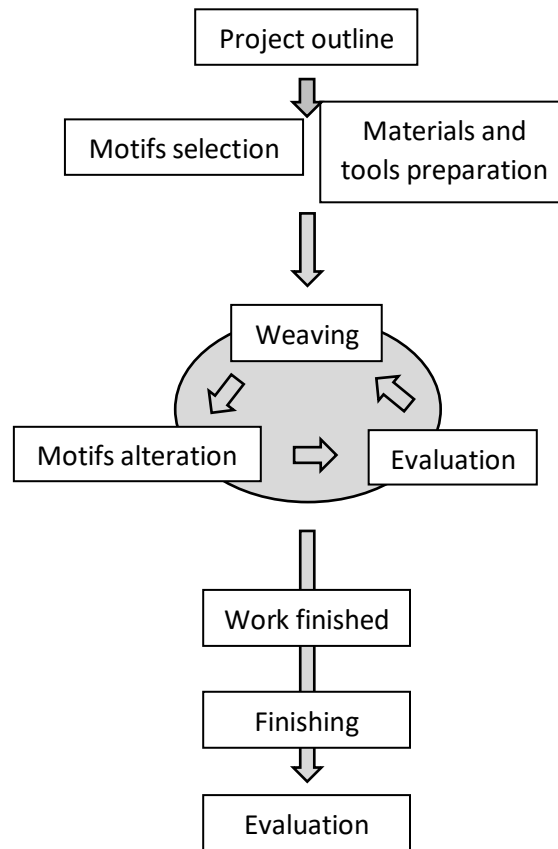 Project outline
Motifs selection
Materials and
tools preparation
Weaving
Motifs alteration
Evaluation
Work finished
Finishing
Evaluation